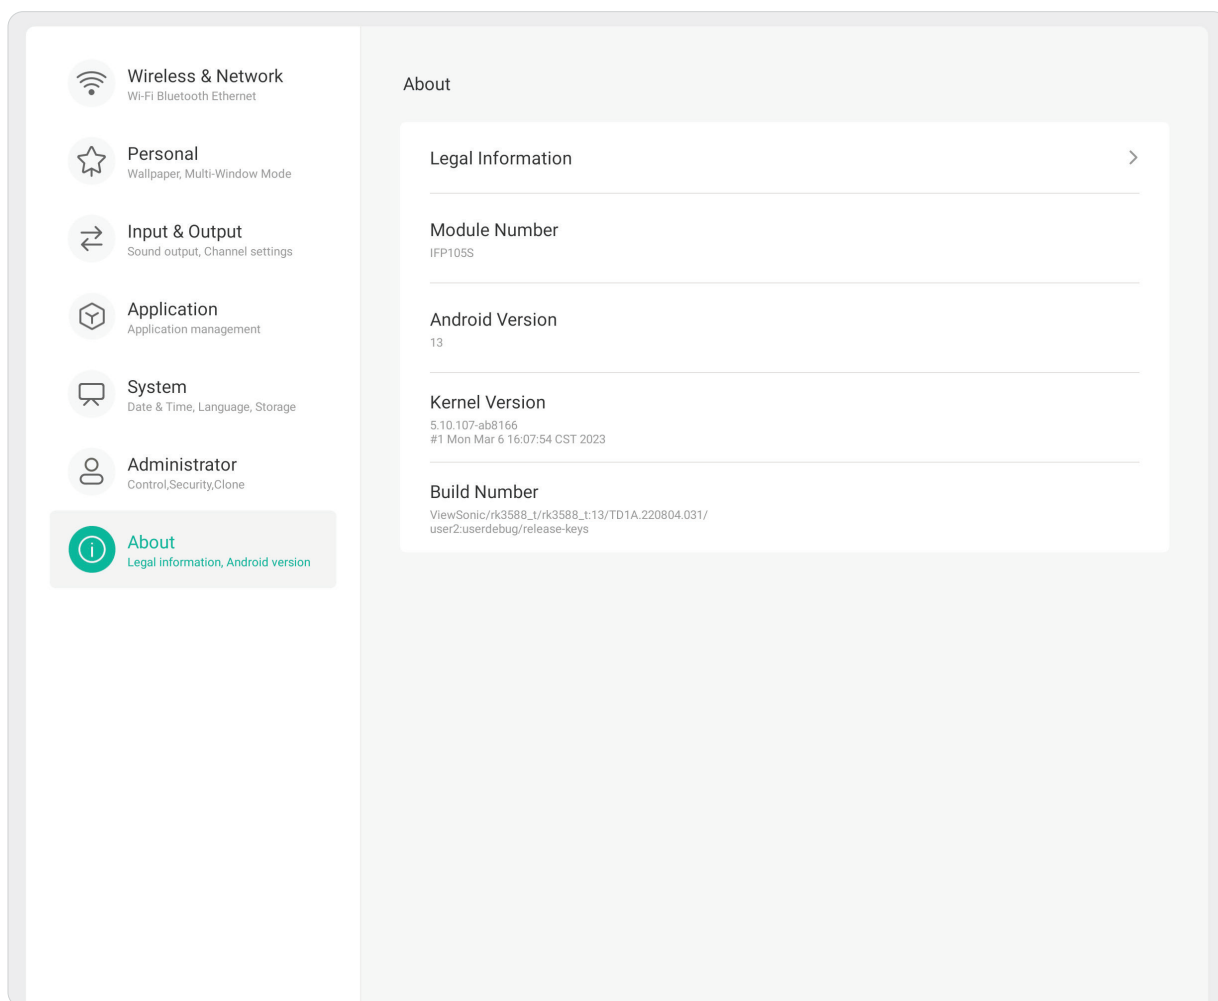 Wireless & Network
Wi-Fi Bluetooth Ethernet
Personal
Wallpaper, Multi-Window Mode
Input & Output
Sound output, Channel settings
Application
Application management
System
Date & Time, Language, Storage
Administrator
Control,Security,Clone
About
Legal information, Android version
About
Legal Information
Module Number
IFP105S
Android Version
13
Kernel Version
5.10.107-ab8166
#1 Mon Mar 6 16:07:54 CST 2023
Build Number
ViewSonic/rk3588_t/rk3588_t:13/TD1A.220804.031/
user2:userdebug/release-keys